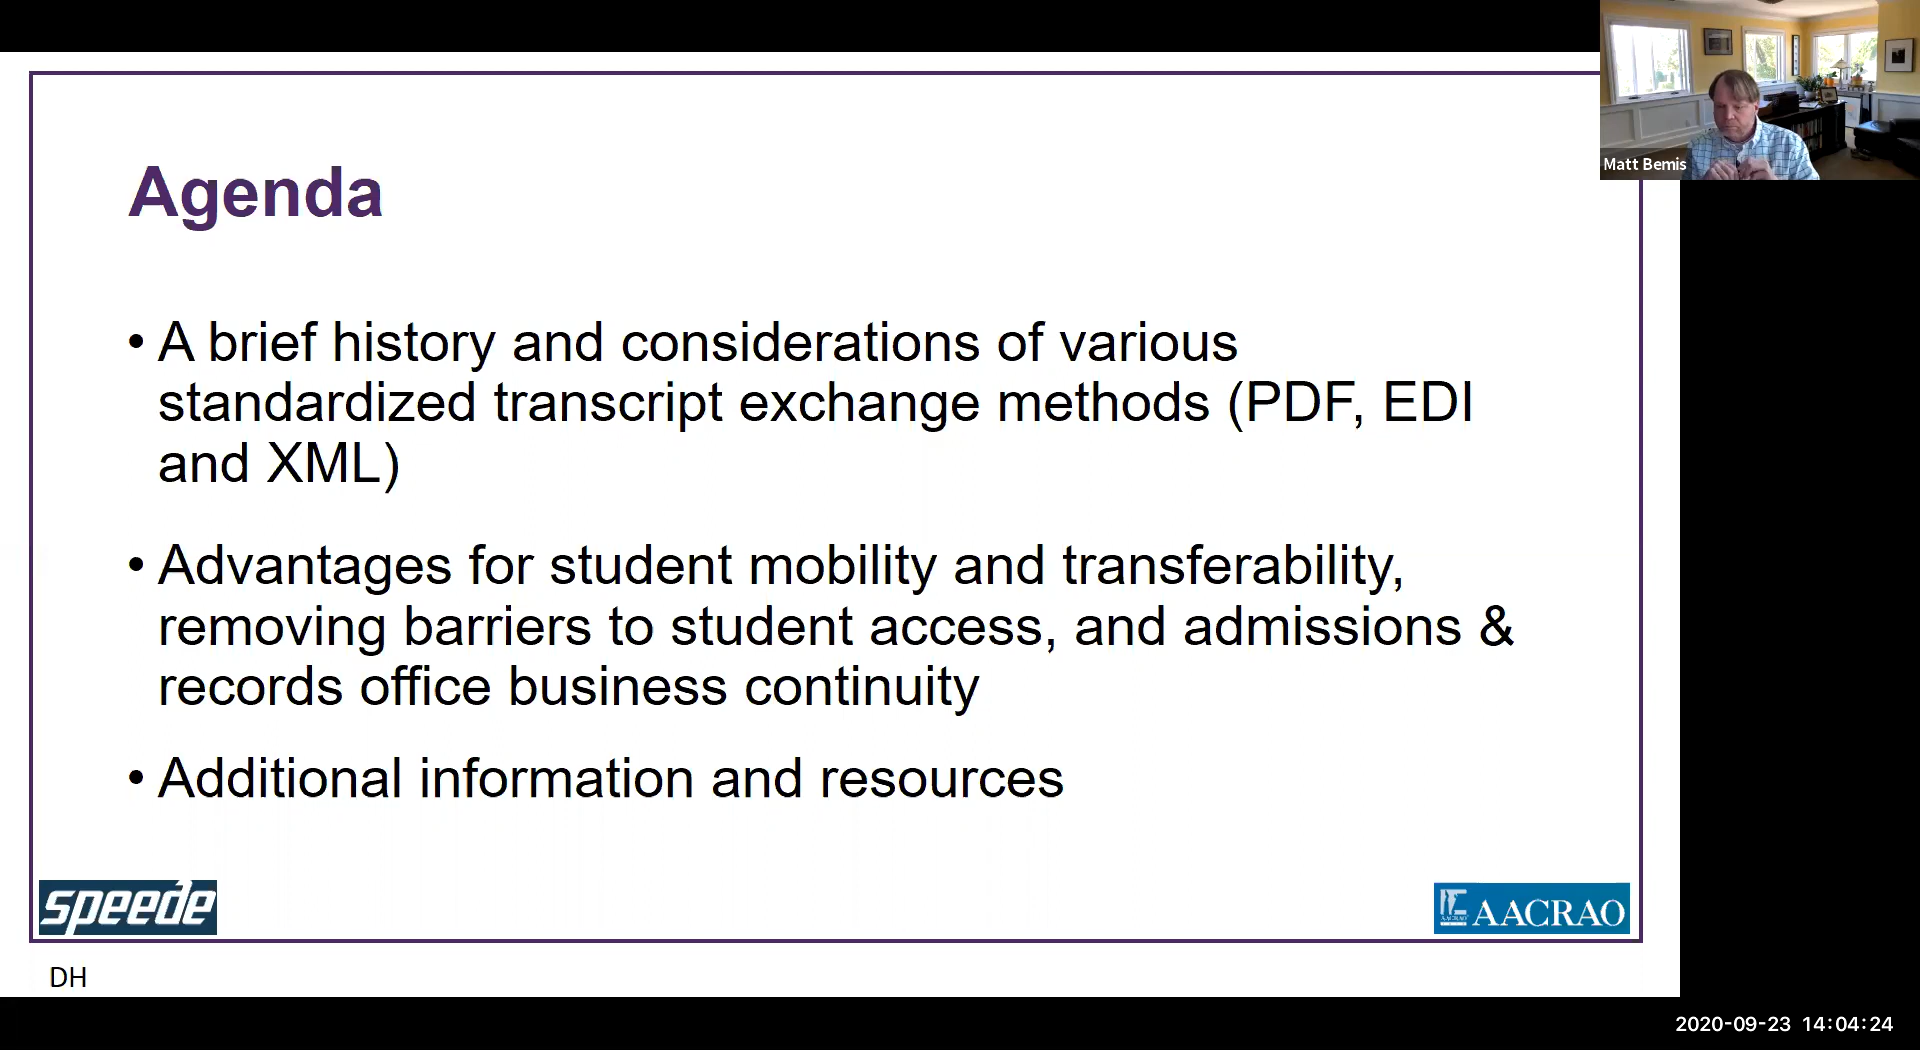 Matt Bemis
Agenda
• A brief history and considerations of various
standardized transcript exchange methods (PDF, EDI
and XML)
• Advantages for student mobility and transferability,
removing barriers to student access, and admissions &
records office business continuity
• Additional information and resources
speede
AACRAO
DH
2020-09-23 14:04:24